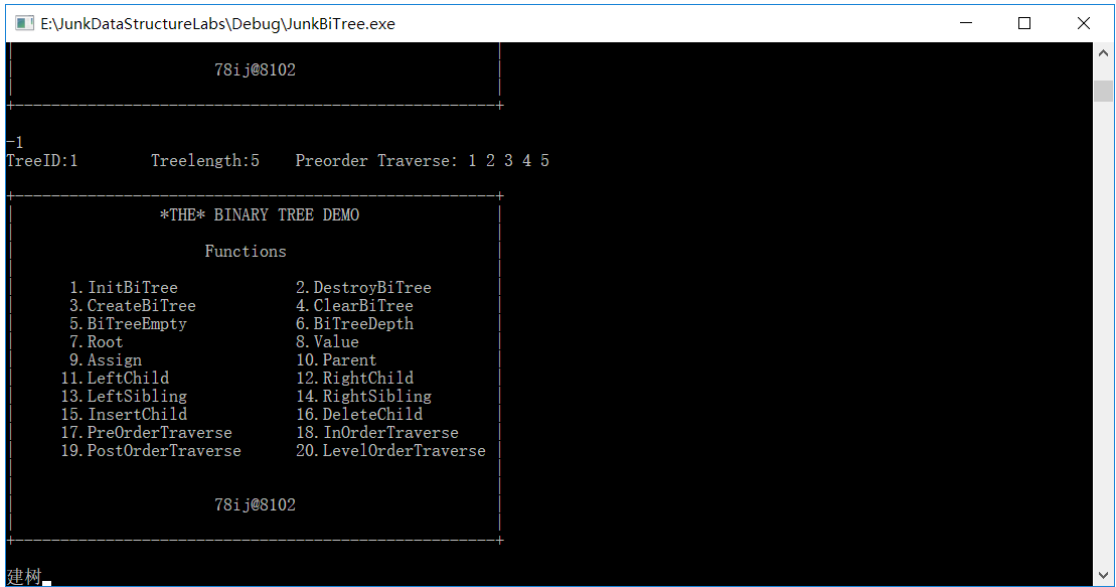 E:\JunkDataStructureLabs\Debug\JunkBiTree.exe
78ij@8102
-1
TreeID:1 Treelength:5 Preorder Traverse: 1 2 3 4 5
*THE* BINARY TREE DEMO
Functions
1.InitBiTree 2.DestroyBiTree
3.CreateBiTree 4.ClearBiTree
5.BiTreeEmpty 6.BiTreeDepth
7.Root 8.Value
9.Assign 10.Parent
11.LeftChild 12.RightChild
13.LeftSibling 14.RightSibling
15.InsertChild 16.DeleteChild
17.PreOrderTraverse 18.InOrderTraverse
19.PostOrderTraverse 20.LevelOrderTraverse
78ij@8102
建树